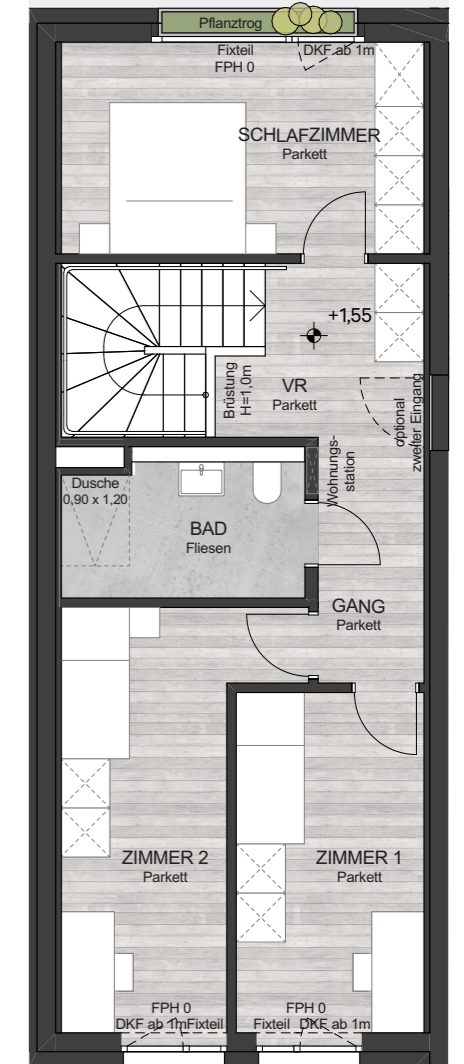 Pflanztrog
Fixteil
DKF ab 1m
FPH 0
SCHLAFZIMMER
Parkett
+1,55
VR
Parkett
Brüstung
H=1,0m
optional
zweiter Eingang
Wohnungs-
station
Dusche
0,90 x 1,20
BAD
Fliesen
GANG
Parkett
ZIMMER 2
Parkett
ZIMMER 1
Parkett
FPH 0
DKF ab 1m Fixteil
FPH 0
Fixteil DKF ab 1m